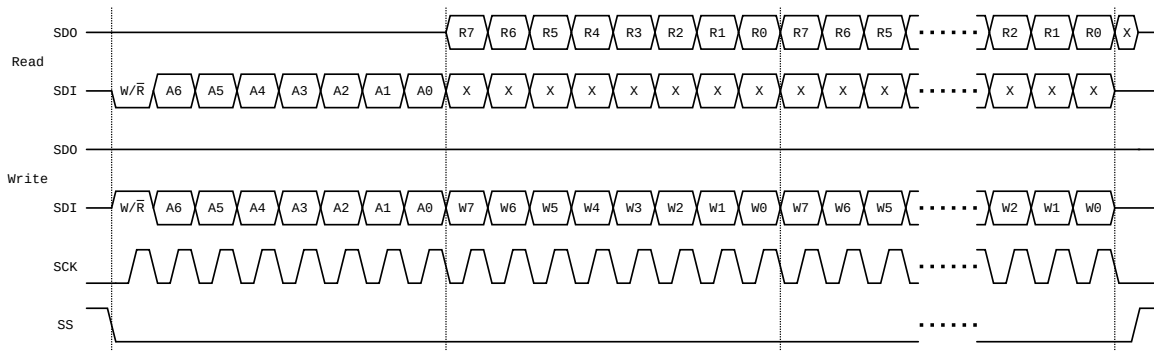 SDO R7 R6 R5 R4 R3 R2 R1 R0 R7 R6 R5 ...... R2 R1 R0 X
Read
SDI W/R̅ A6 A5 A4 A3 A2 A1 A0 X X X X X X X X X X X ...... X X X
SDO
Write
SDI W/R̅ A6 A5 A4 A3 A2 A1 A0 W7 W6 W5 W4 W3 W2 W1 W0 W7 W6 W5 ...... W2 W1 W0
SCK ......
SS ......